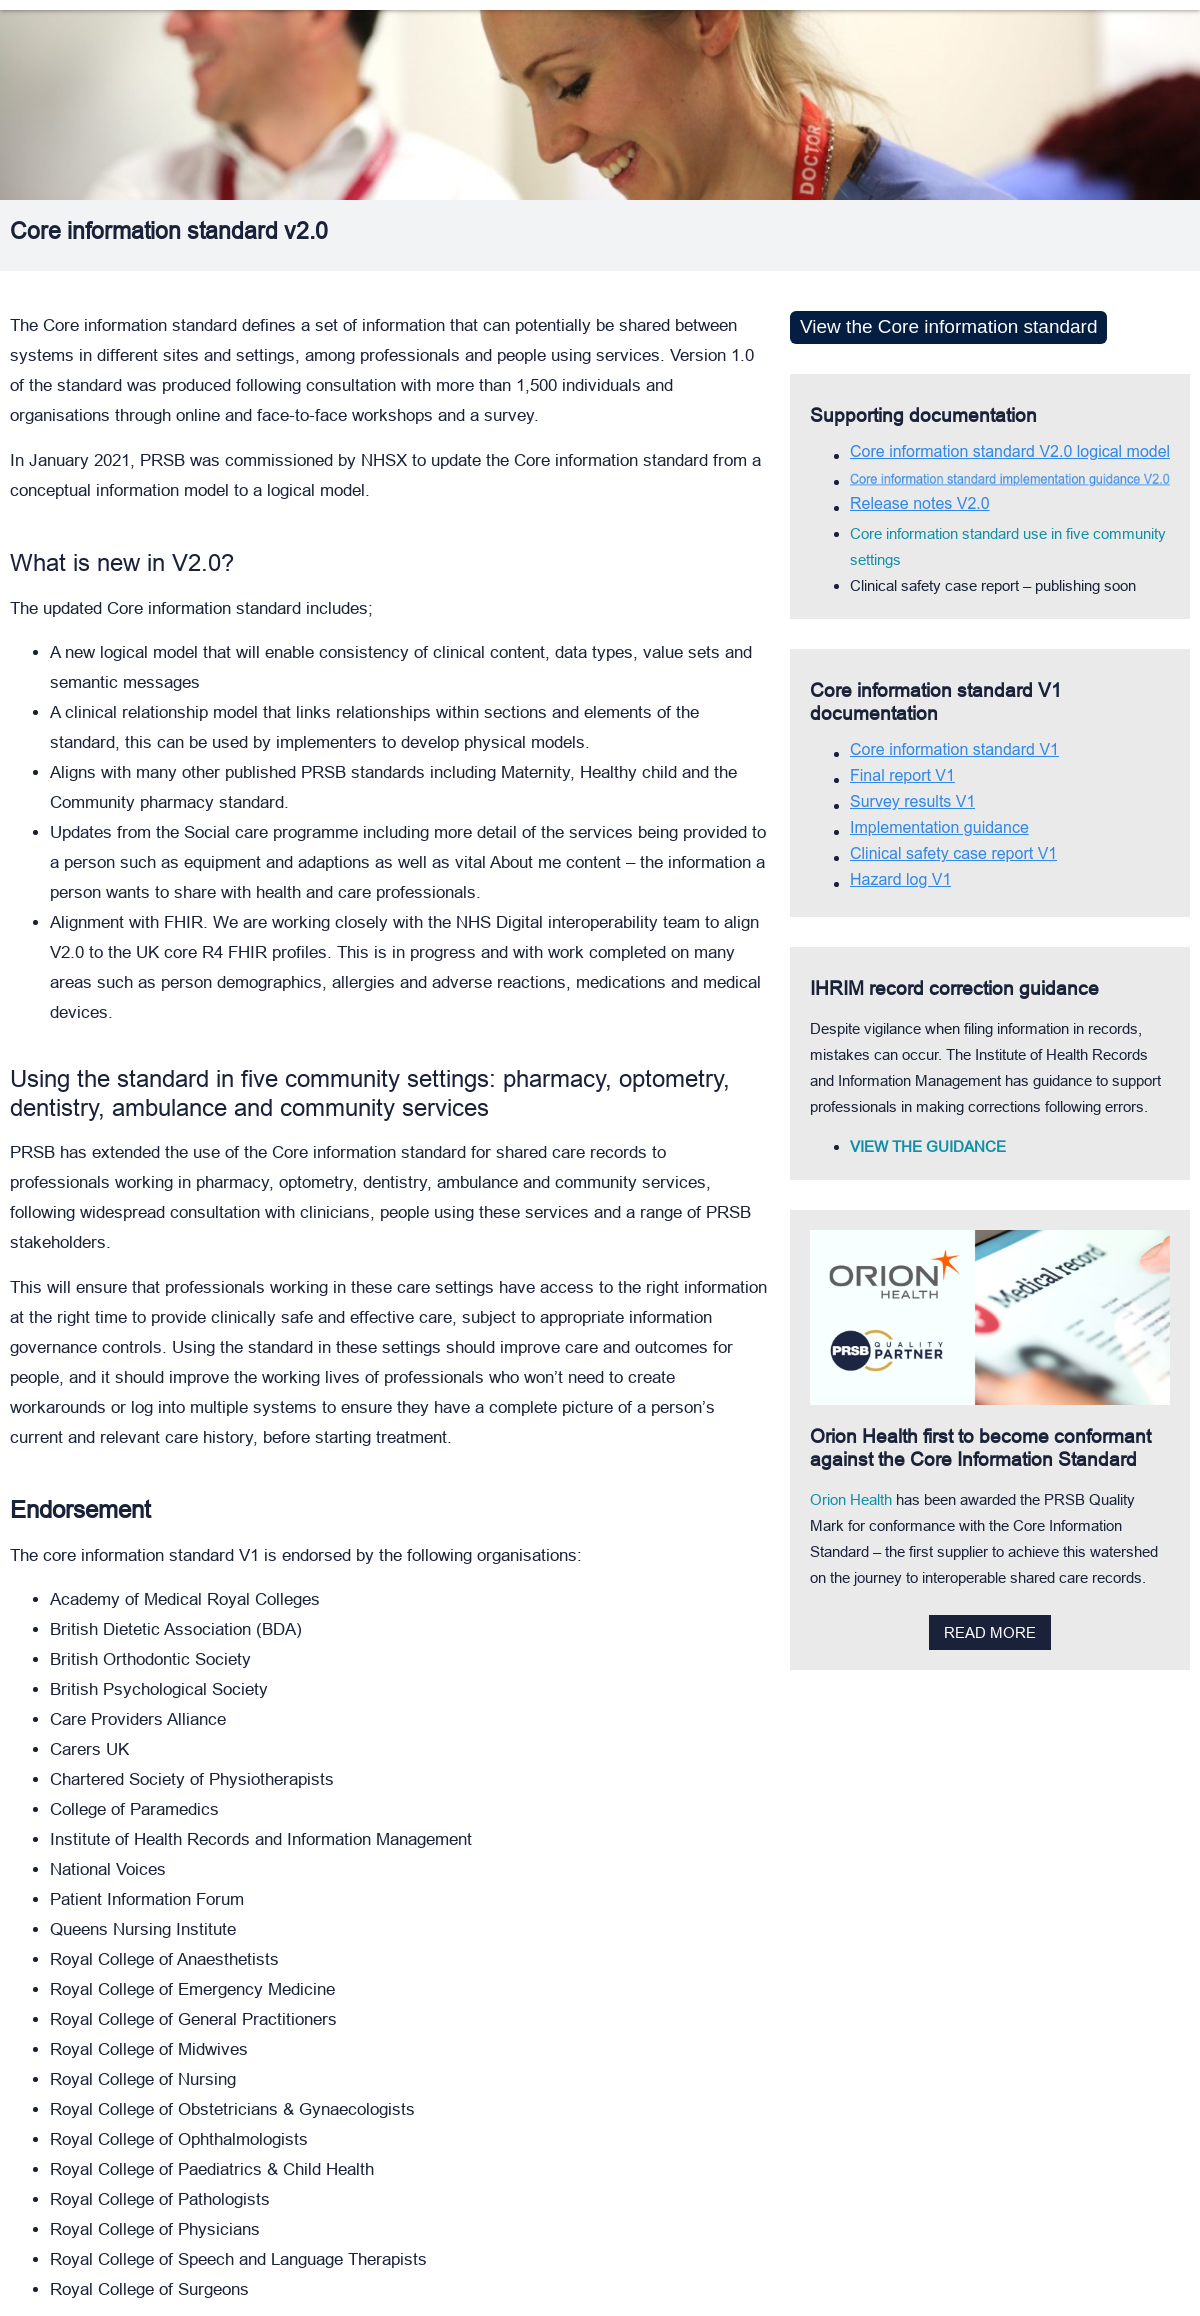 DOCTOR
Core information standard v2.0
The Core information standard defines a set of information that can potentially be shared between
systems in different sites and settings, among professionals and people using services. Version 1.0
of the standard was produced following consultation with more than 1,500 individuals and
organisations through online and face-to-face workshops and a survey.
In January 2021, PRSB was commissioned by NHSX to update the Core information standard from a
conceptual information model to a logical model.
What is new in V2.0?
The updated Core information standard includes;
• A new logical model that will enable consistency of clinical content, data types, value sets and
semantic messages
• A clinical relationship model that links relationships within sections and elements of the
standard, this can be used by implementers to develop physical models.
• Aligns with many other published PRSB standards including Maternity, Healthy child and the
Community pharmacy standard.
• Updates from the Social care programme including more detail of the services being provided to
a person such as equipment and adaptions as well as vital About me content – the information a
person wants to share with health and care professionals.
• Alignment with FHIR. We are working closely with the NHS Digital interoperability team to align
V2.0 to the UK core R4 FHIR profiles. This is in progress and with work completed on many
areas such as person demographics, allergies and adverse reactions, medications and medical
devices.
Using the standard in five community settings: pharmacy, optometry,
dentistry, ambulance and community services
PRSB has extended the use of the Core information standard for shared care records to
professionals working in pharmacy, optometry, dentistry, ambulance and community services,
following widespread consultation with clinicians, people using these services and a range of PRSB
stakeholders.
This will ensure that professionals working in these care settings have access to the right information
at the right time to provide clinically safe and effective care, subject to appropriate information
governance controls. Using the standard in these settings should improve care and outcomes for
people, and it should improve the working lives of professionals who won’t need to create
workarounds or log into multiple systems to ensure they have a complete picture of a person’s
current and relevant care history, before starting treatment.
Endorsement
The core information standard V1 is endorsed by the following organisations:
• Academy of Medical Royal Colleges
• British Dietetic Association (BDA)
• British Orthodontic Society
• British Psychological Society
• Care Providers Alliance
• Carers UK
• Chartered Society of Physiotherapists
• College of Paramedics
• Institute of Health Records and Information Management
• National Voices
• Patient Information Forum
• Queens Nursing Institute
• Royal College of Anaesthetists
• Royal College of Emergency Medicine
• Royal College of General Practitioners
• Royal College of Midwives
• Royal College of Nursing
• Royal College of Obstetricians & Gynaecologists
• Royal College of Ophthalmologists
• Royal College of Paediatrics & Child Health
• Royal College of Pathologists
• Royal College of Physicians
• Royal College of Speech and Language Therapists
• Royal College of Surgeons
View the Core information standard
Supporting documentation
• Core information standard V2.0 logical model
• Core information standard implementation guidance V2.0
• Release notes V2.0
• Core information standard use in five community
settings
• Clinical safety case report – publishing soon
Core information standard V1
documentation
• Core information standard V1
• Final report V1
• Survey results V1
• Implementation guidance
• Clinical safety case report V1
• Hazard log V1
IHRIM record correction guidance
Despite vigilance when filing information in records,
mistakes can occur. The Institute of Health Records
and Information Management has guidance to support
professionals in making corrections following errors.
• VIEW THE GUIDANCE
ORION
HEALTH
PRSB QUALITY
PARTNER
Medical record
Orion Health first to become conformant
against the Core Information Standard
Orion Health has been awarded the PRSB Quality
Mark for conformance with the Core Information
Standard – the first supplier to achieve this watershed
on the journey to interoperable shared care records.
READ MORE